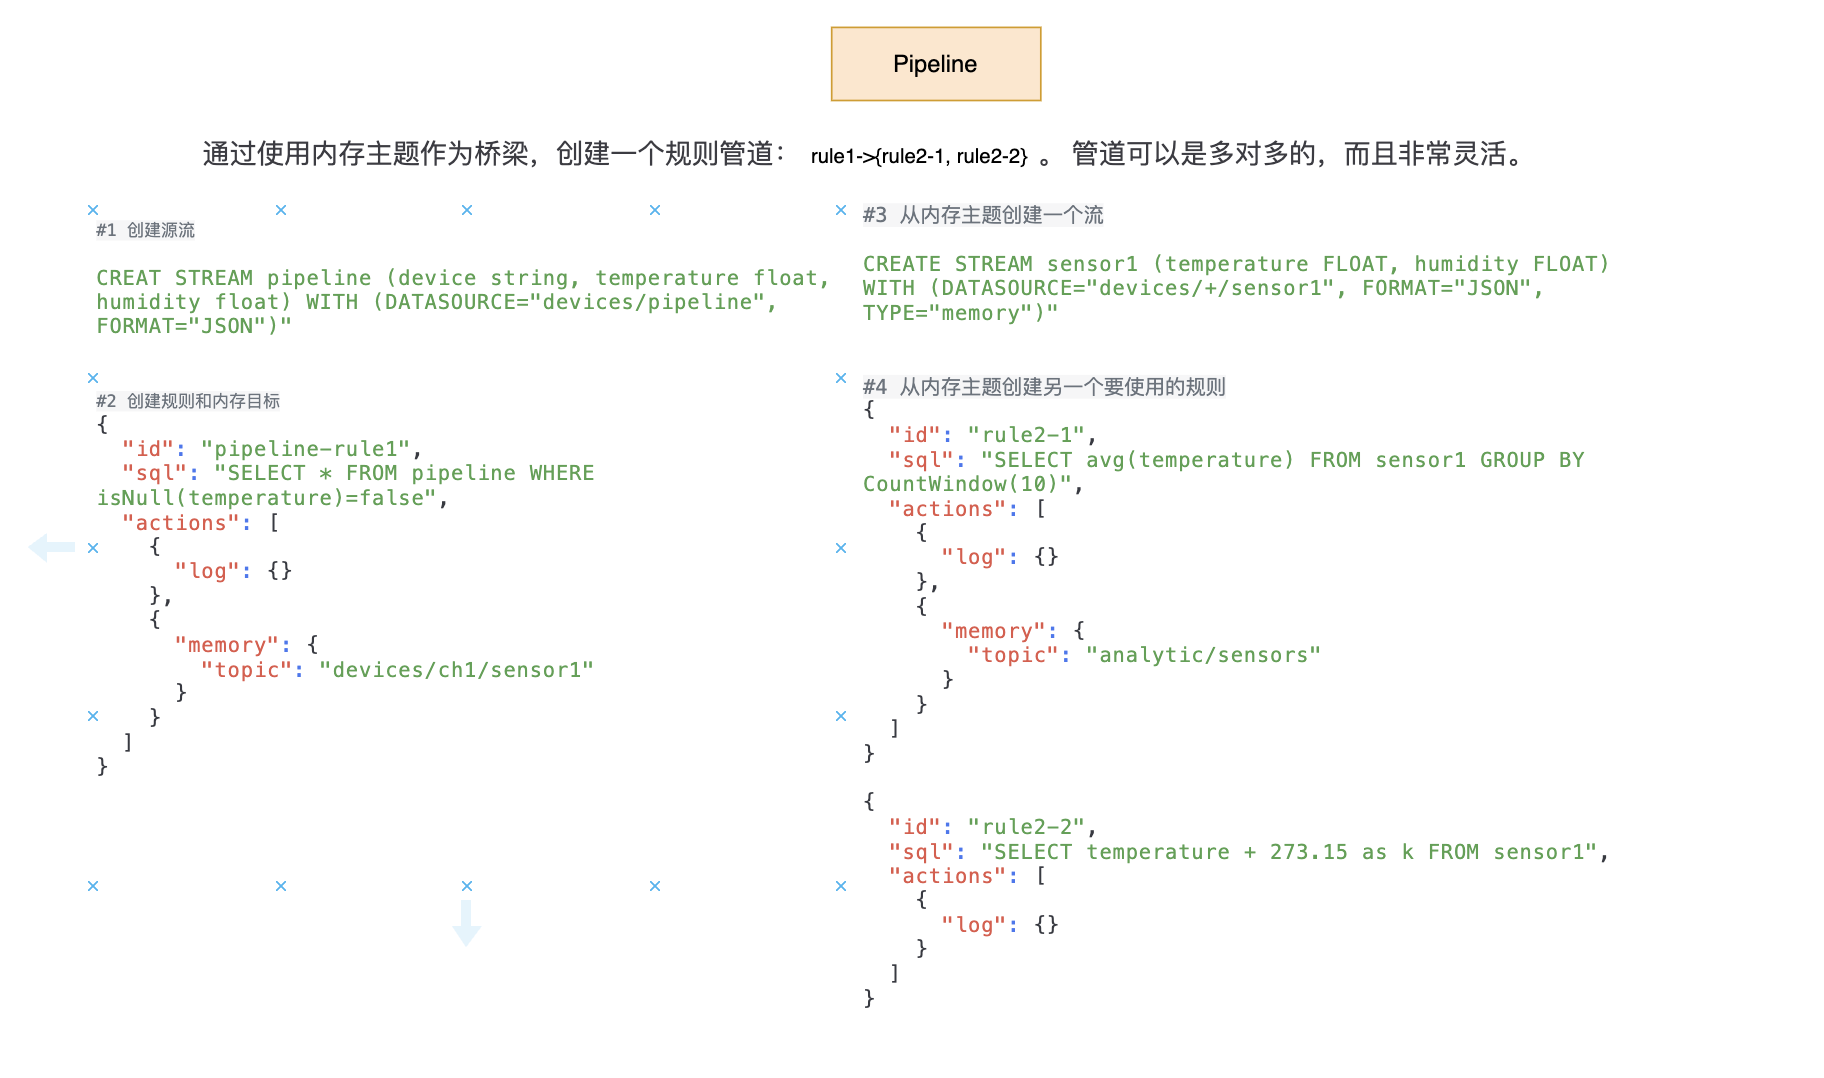 Pipeline
通过使用内存主题作为桥梁，创建一个规则管道： rule1->{rule2-1, rule2-2} 。 管道可以是多对多的，而且非常灵活。
#1 创建源流
CREAT STREAM pipeline (device string, temperature float,
humidity float) WITH (DATASOURCE="devices/pipeline",
FORMAT="JSON")"
#2 创建规则和内存目标
{
  "id": "pipeline-rule1",
  "sql": "SELECT * FROM pipeline WHERE
isNull(temperature)=false",
  "actions": [
    {
      "log": {}
    },
    {
      "memory": {
        "topic": "devices/ch1/sensor1"
      }
    }
  ]
}
#3 从内存主题创建一个流
CREATE STREAM sensor1 (temperature FLOAT, humidity FLOAT)
WITH (DATASOURCE="devices/+/sensor1", FORMAT="JSON",
TYPE="memory")"
#4 从内存主题创建另一个要使用的规则
{
  "id": "rule2-1",
  "sql": "SELECT avg(temperature) FROM sensor1 GROUP BY
CountWindow(10)",
  "actions": [
    {
      "log": {}
    },
    {
      "memory": {
        "topic": "analytic/sensors"
      }
    }
  ]
}
{
  "id": "rule2-2",
  "sql": "SELECT temperature + 273.15 as k FROM sensor1",
  "actions": [
    {
      "log": {}
    }
  ]
}